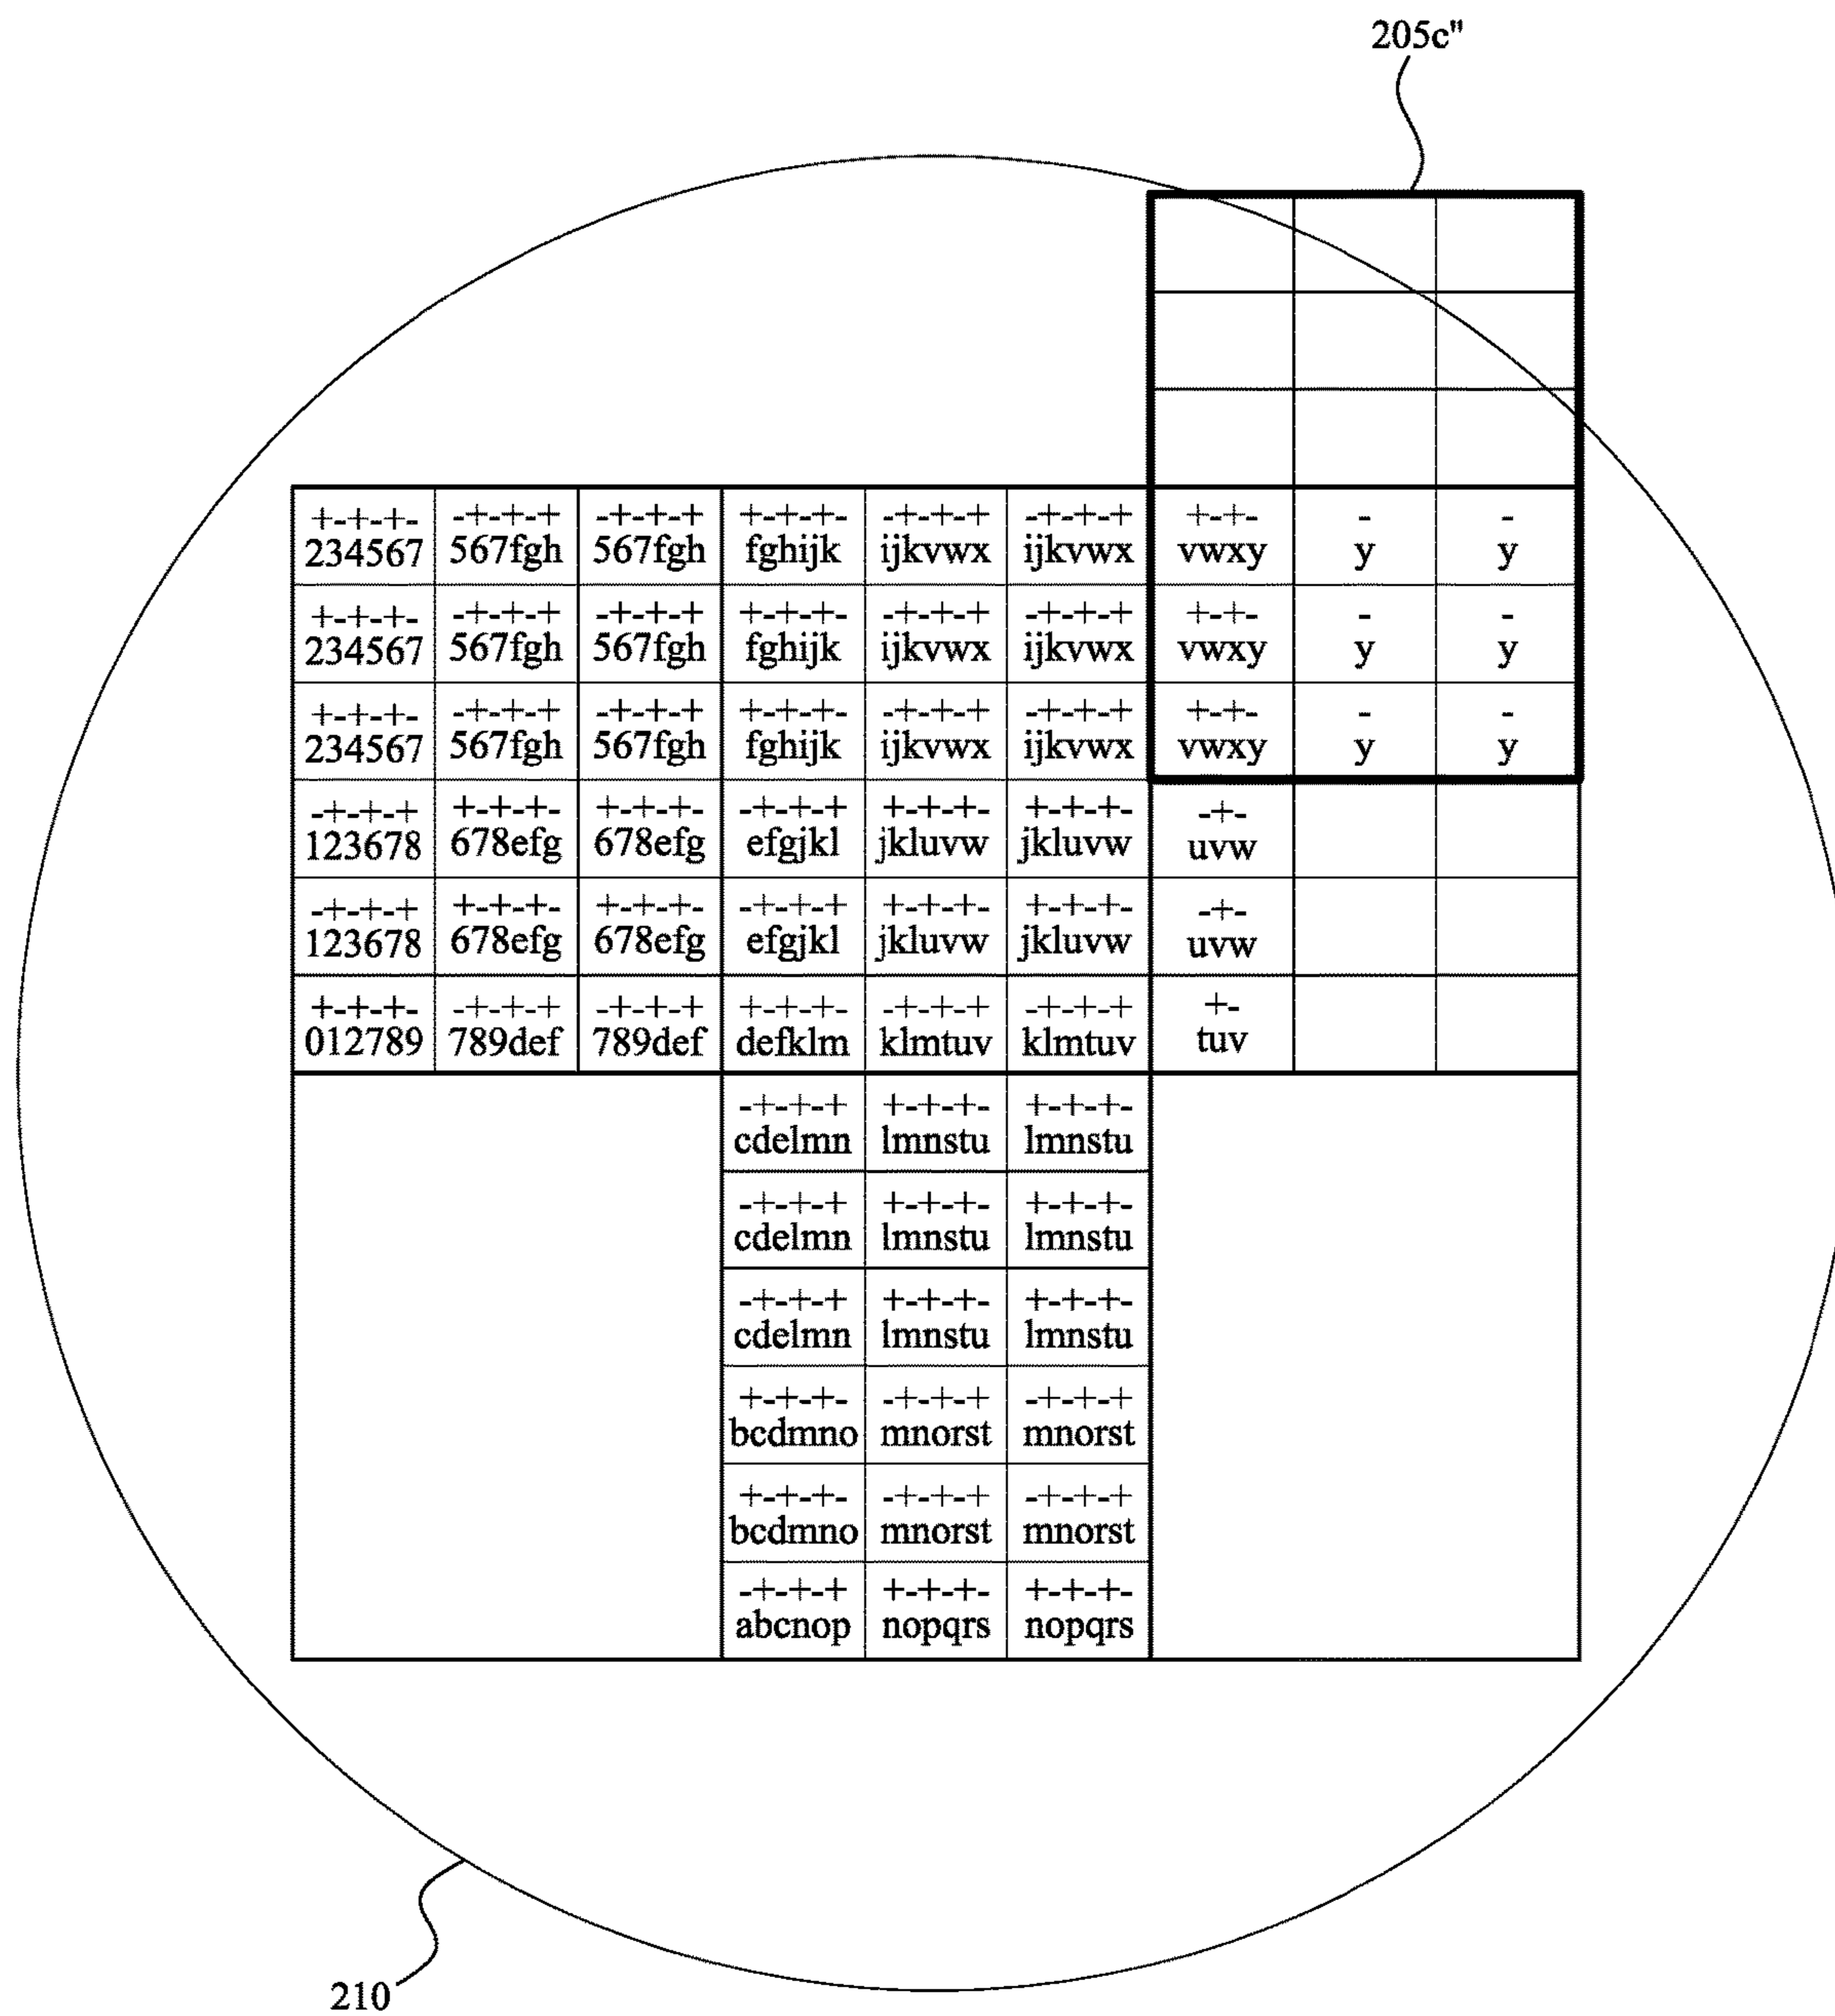 205c"
+-+-+- -+-+-+ -+-+-+ +-+-+- -+-+-+ -+-+-+ +-+- - -
234567 567fgh 567fgh fghijk ijkvwx ijkvwx vwxy y y
+-+-+- -+-+-+ -+-+-+ +-+-+- -+-+-+ -+-+-+ +-+- - -
234567 567fgh 567fgh fghijk ijkvwx ijkvwx vwxy y y
+-+-+- -+-+-+ -+-+-+ +-+-+- -+-+-+ -+-+-+ +-+- - -
234567 567fgh 567fgh fghijk ijkvwx ijkvwx vwxy y y
-+-+-+ +-+-+- +-+-+- -+-+-+ +-+-+- +-+-+- -+-
123678 678efg 678efg efgjkl jkluvw jkluvw uvw
-+-+-+ +-+-+- +-+-+- -+-+-+ +-+-+- +-+-+- -+-
123678 678efg 678efg efgjkl jkluvw jkluvw uvw
+-+-+- -+-+-+ -+-+-+ +-+-+- -+-+-+ -+-+-+ +-
012789 789def 789def defklm klmtuv klmtuv tuv
-+-+-+ +-+-+- +-+-+-
cdelmn lmnstu lmnstu
-+-+-+ +-+-+- +-+-+-
cdelmn lmnstu lmnstu
-+-+-+ +-+-+- +-+-+-
cdelmn lmnstu lmnstu
+-+-+- -+-+-+ -+-+-+
bcdmno mnorst mnorst
+-+-+- -+-+-+ -+-+-+
bcdmno mnorst mnorst
-+-+-+ +-+-+- +-+-+-
abcnop nopqrs nopqrs
210